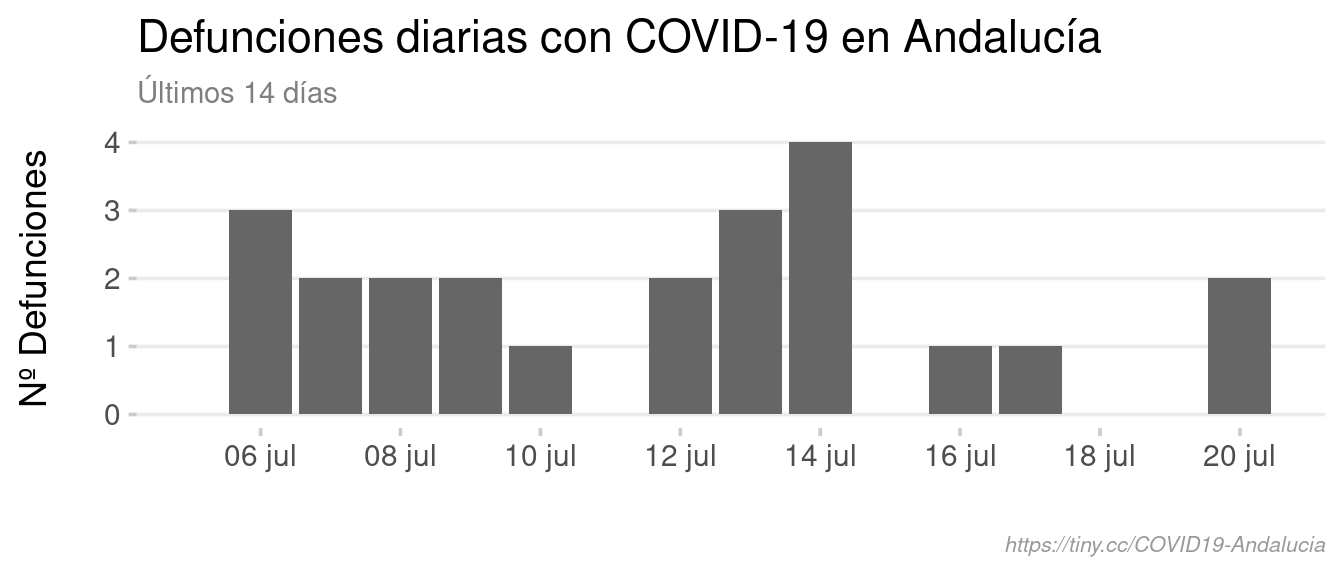 Defunciones diarias con COVID-19 en Andalucía
Últimos 14 días
Nº Defunciones
4
3
2
1
0
06 jul 08 jul 10 jul 12 jul 14 jul 16 jul 18 jul 20 jul
https://tiny.cc/COVID19-Andalucia